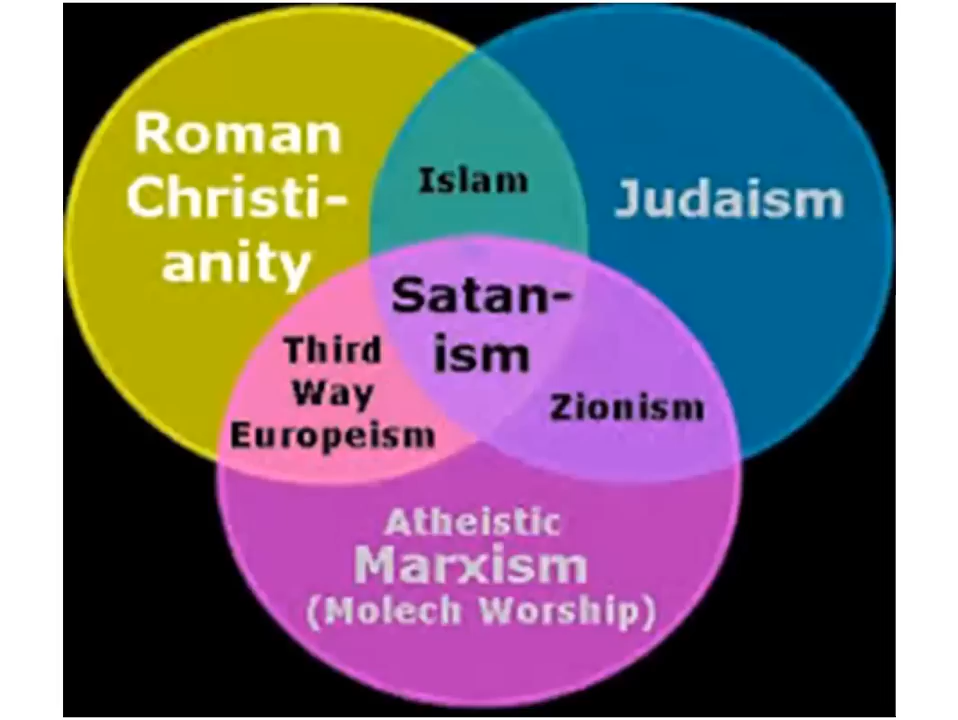 Roman
Christi-
anity
Islam
Judaism
Satan-
ism
Third
Way
Europeism
Zionism
Atheistic
Marxism
(Molech Worship)